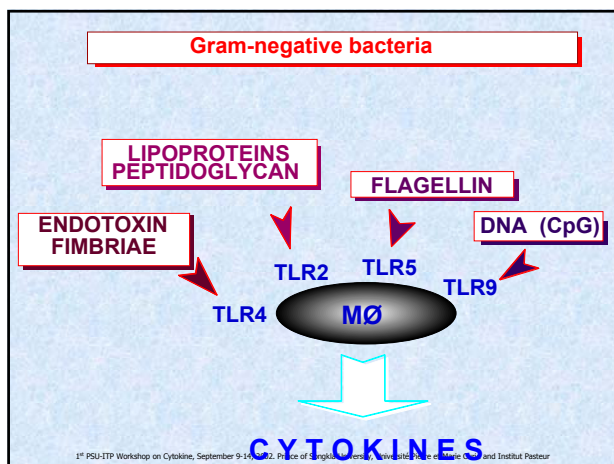 Gram-negative bacteria
LIPOPROTEINS
PEPTIDOGLYCAN
FLAGELLIN
ENDOTOXIN
FIMBRIAE
DNA (CpG)
TLR2
TLR5
TLR9
TLR4
MØ
CYTOKINES
1st PSU-ITP Workshop on Cytokine, September 9-14, 2002. Prince of Songkla University, Université Pierre et Marie Curie and Institut Pasteur